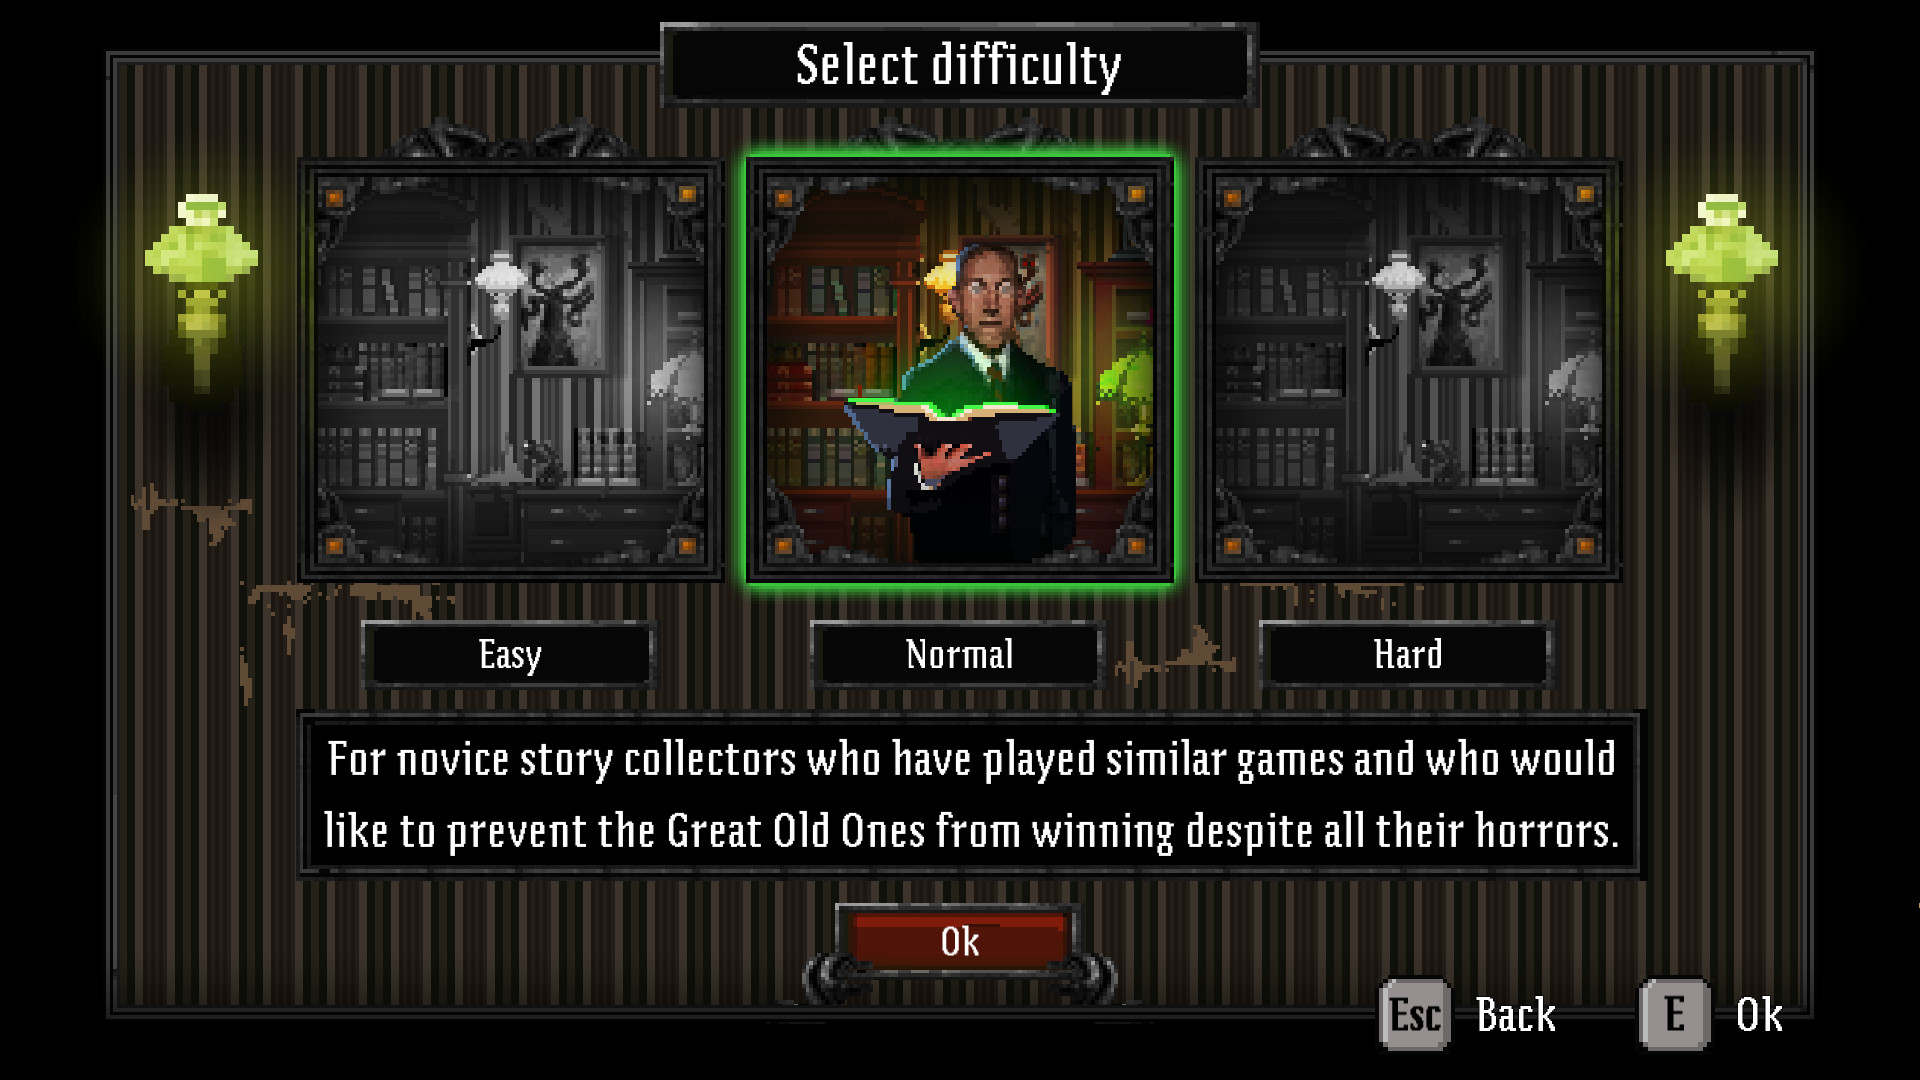 Select difficulty
Easy
Normal
Hard
For novice story collectors who have played similar games and who would
like to prevent the Great Old Ones from winning despite all their horrors.
Ok
Esc Back E Ok